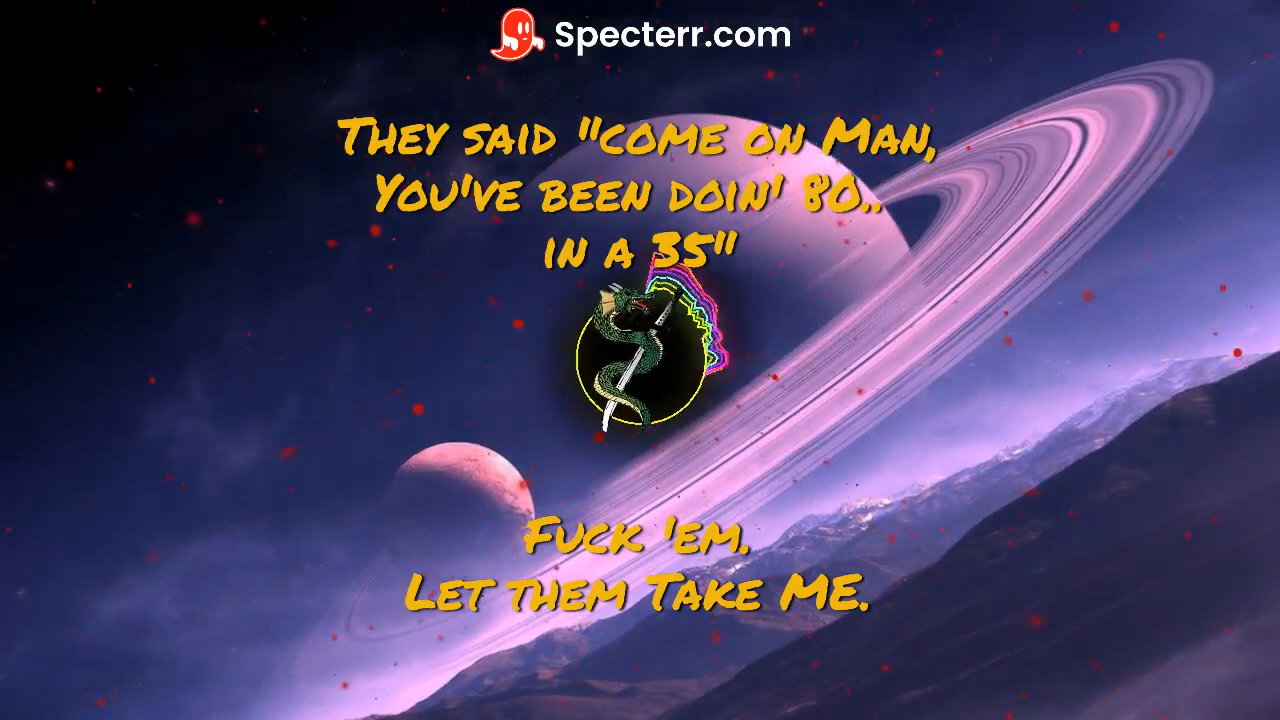 Specterr.com
They said "come on Man,
You've been doin' 80..
in a 35"
Fuck 'em.
Let them Take ME.